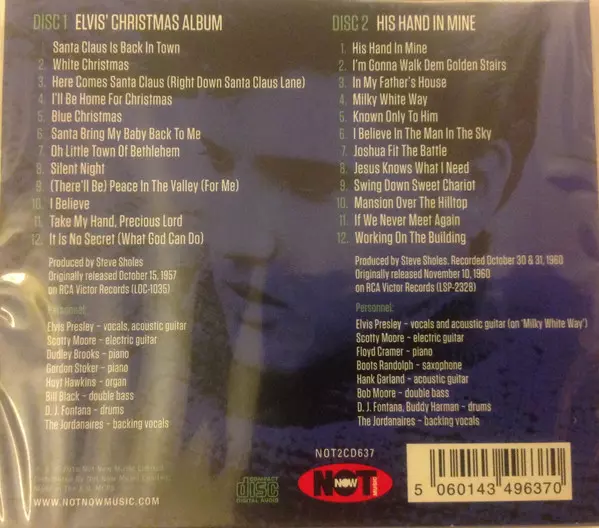 DISC 1 ELVIS' CHRISTMAS ALBUM
1. Santa Claus Is Back In Town
2. White Christmas
3. Here Comes Santa Claus (Right Down Santa Claus Lane)
4. I'll Be Home For Christmas
5. Blue Christmas
6. Santa Bring My Baby Back To Me
7. Oh Little Town Of Bethlehem
8. Silent Night
9. (There'll Be) Peace In The Valley (For Me)
10. I Believe
11. Take My Hand, Precious Lord
12. It Is No Secret (What God Can Do)
Produced by Steve Sholes
Originally released October 15, 1957
on RCA Victor Records (LOC-1035)
Personnel:
Elvis Presley – vocals, acoustic guitar
Scotty Moore – electric guitar
Dudley Brooks – piano
Gordon Stoker – piano
Hoyt Hawkins – organ
Bill Black – double bass
D. J. Fontana – drums
The Jordanaires – backing vocals
DISC 2 HIS HAND IN MINE
1. His Hand In Mine
2. I'm Gonna Walk Dem Golden Stairs
3. In My Father's House
4. Milky White Way
5. Known Only To Him
6. I Believe In The Man In The Sky
7. Joshua Fit The Battle
8. Jesus Knows What I Need
9. Swing Down Sweet Chariot
10. Mansion Over The Hilltop
11. If We Never Meet Again
12. Working On The Building
Produced by Steve Sholes. Recorded October 30 & 31, 1960
Originally released November 10, 1960
on RCA Victor Records (LSP-2328)
Personnel:
Elvis Presley – vocals and acoustic guitar (on 'Milky White Way')
Scotty Moore – electric guitar
Floyd Cramer – piano
Boots Randolph – saxophone
Hank Garland – acoustic guitar
Bob Moore – double bass
D. J. Fontana, Buddy Harman – drums
The Jordanaires – backing vocals
Not Now Music Limited
WWW.NOTNOWMUSIC.COM
COMPACT
disc
DIGITAL AUDIO
NOT2CD637
NOT NOW MUSIC
5 060143 496370